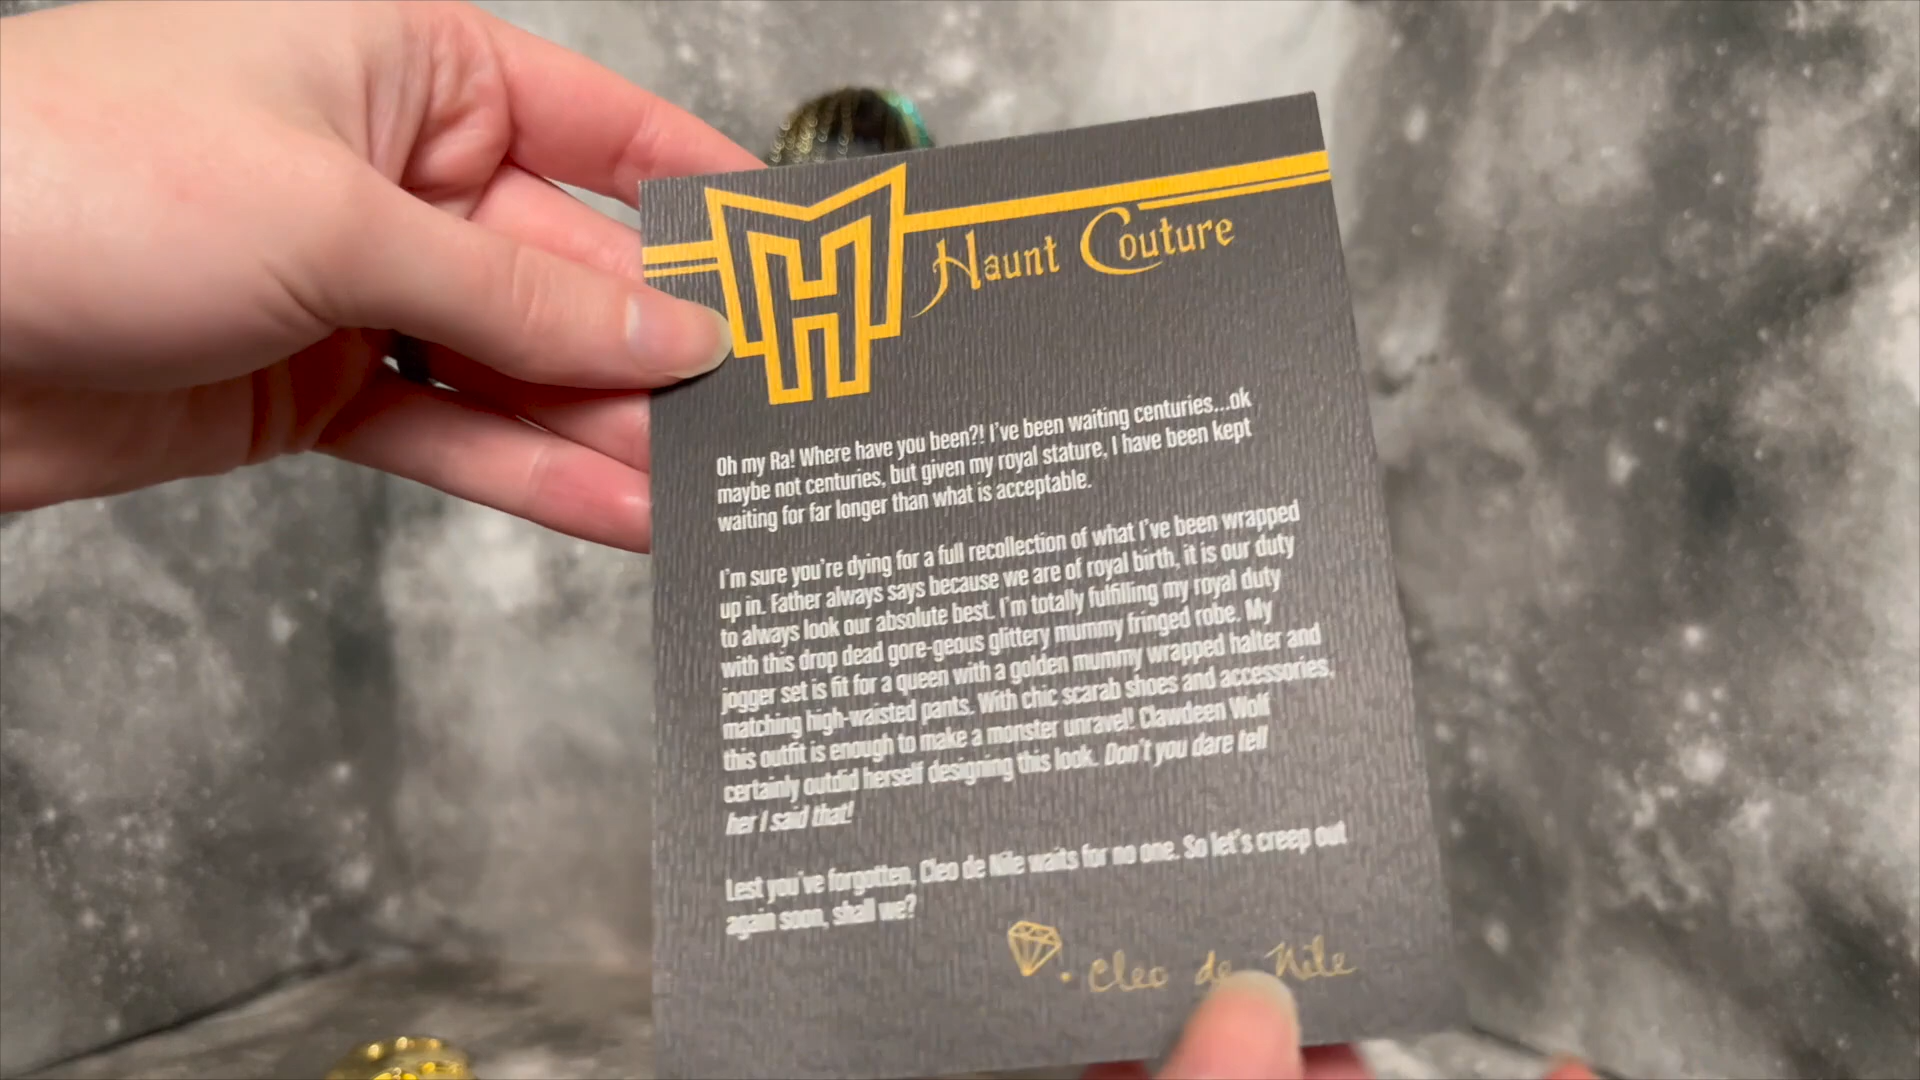 Haunt Couture
Oh my Ra! Where have you been?! I've been waiting centuries...ok
maybe not centuries, but given my royal stature, I have been kept
waiting for far longer than what is acceptable.
I'm sure you're dying for a full recollection of what I've been wrapped
up in. Father always says because we are of royal birth, it is our duty
to always look our absolute best. I'm totally fulfilling my royal duty
with this drop dead gore-geous glittery mummy fringed robe. My
jogger set is fit for a queen with a golden mummy wrapped halter and
matching high-waisted pants. With chic scarab shoes and accessories,
this outfit is enough to make a monster unravel! Clawdeen Wolf
certainly outdid herself designing this look. Don't you dare tell
her I said that!
Lest you've forgotten, Cleo de Nile waits for no one. So let's creep out
again soon, shall we?
Cleo de Nile